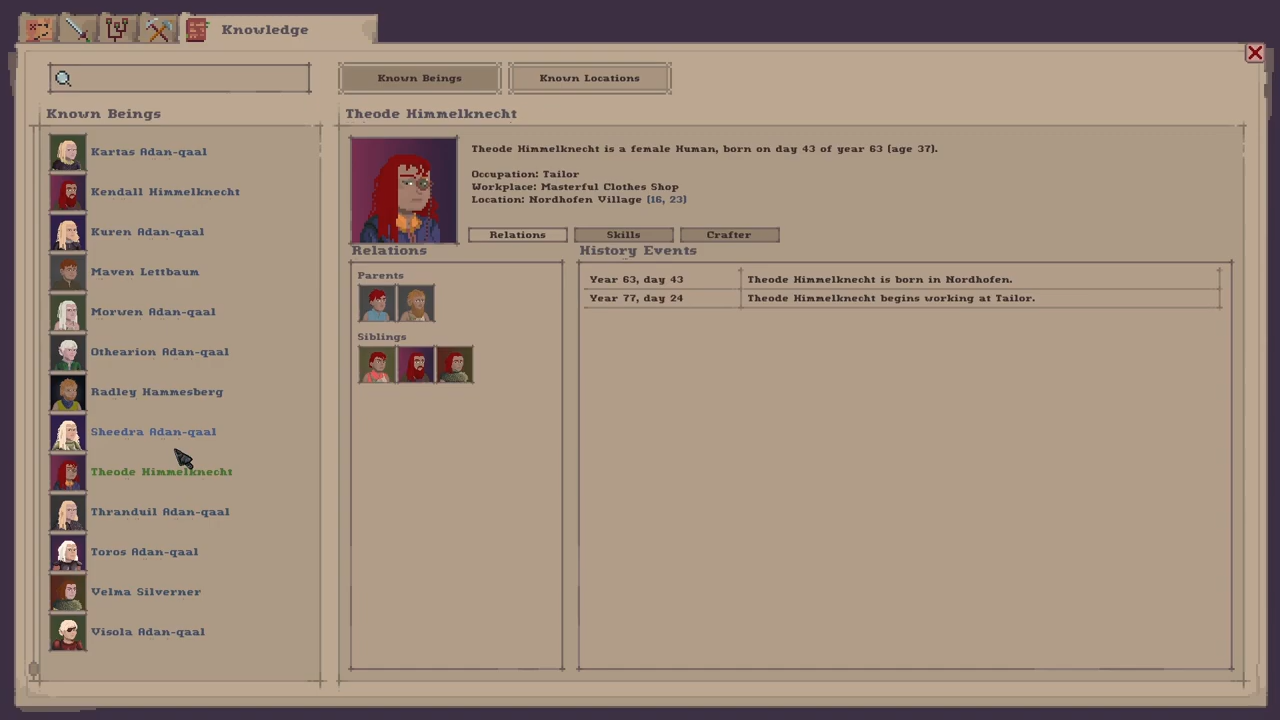 Knowledge
Known Beings
Known Locations
Known Beings
Kartas Adan-qaal
Kendall Himmelknecht
Kuren Adan-qaal
Maven Lettbaum
Morwen Adan-qaal
Othearion Adan-qaal
Radley Hammesberg
Sheedra Adan-qaal
Theode Himmelknecht
Thranduil Adan-qaal
Toros Adan-qaal
Velma Silverner
Visola Adan-qaal
Theode Himmelknecht
Theode Himmelknecht is a female Human, born on day 43 of year 63 (age 37).
Occupation: Tailor
Workplace: Masterful Clothes Shop
Location: Nordhofen Village (16, 23)
Relations
Skills
Crafter
Relations
Parents
Siblings
History Events
Year 63, day 43
Theode Himmelknecht is born in Nordhofen.
Year 77, day 24
Theode Himmelknecht begins working at Tailor.